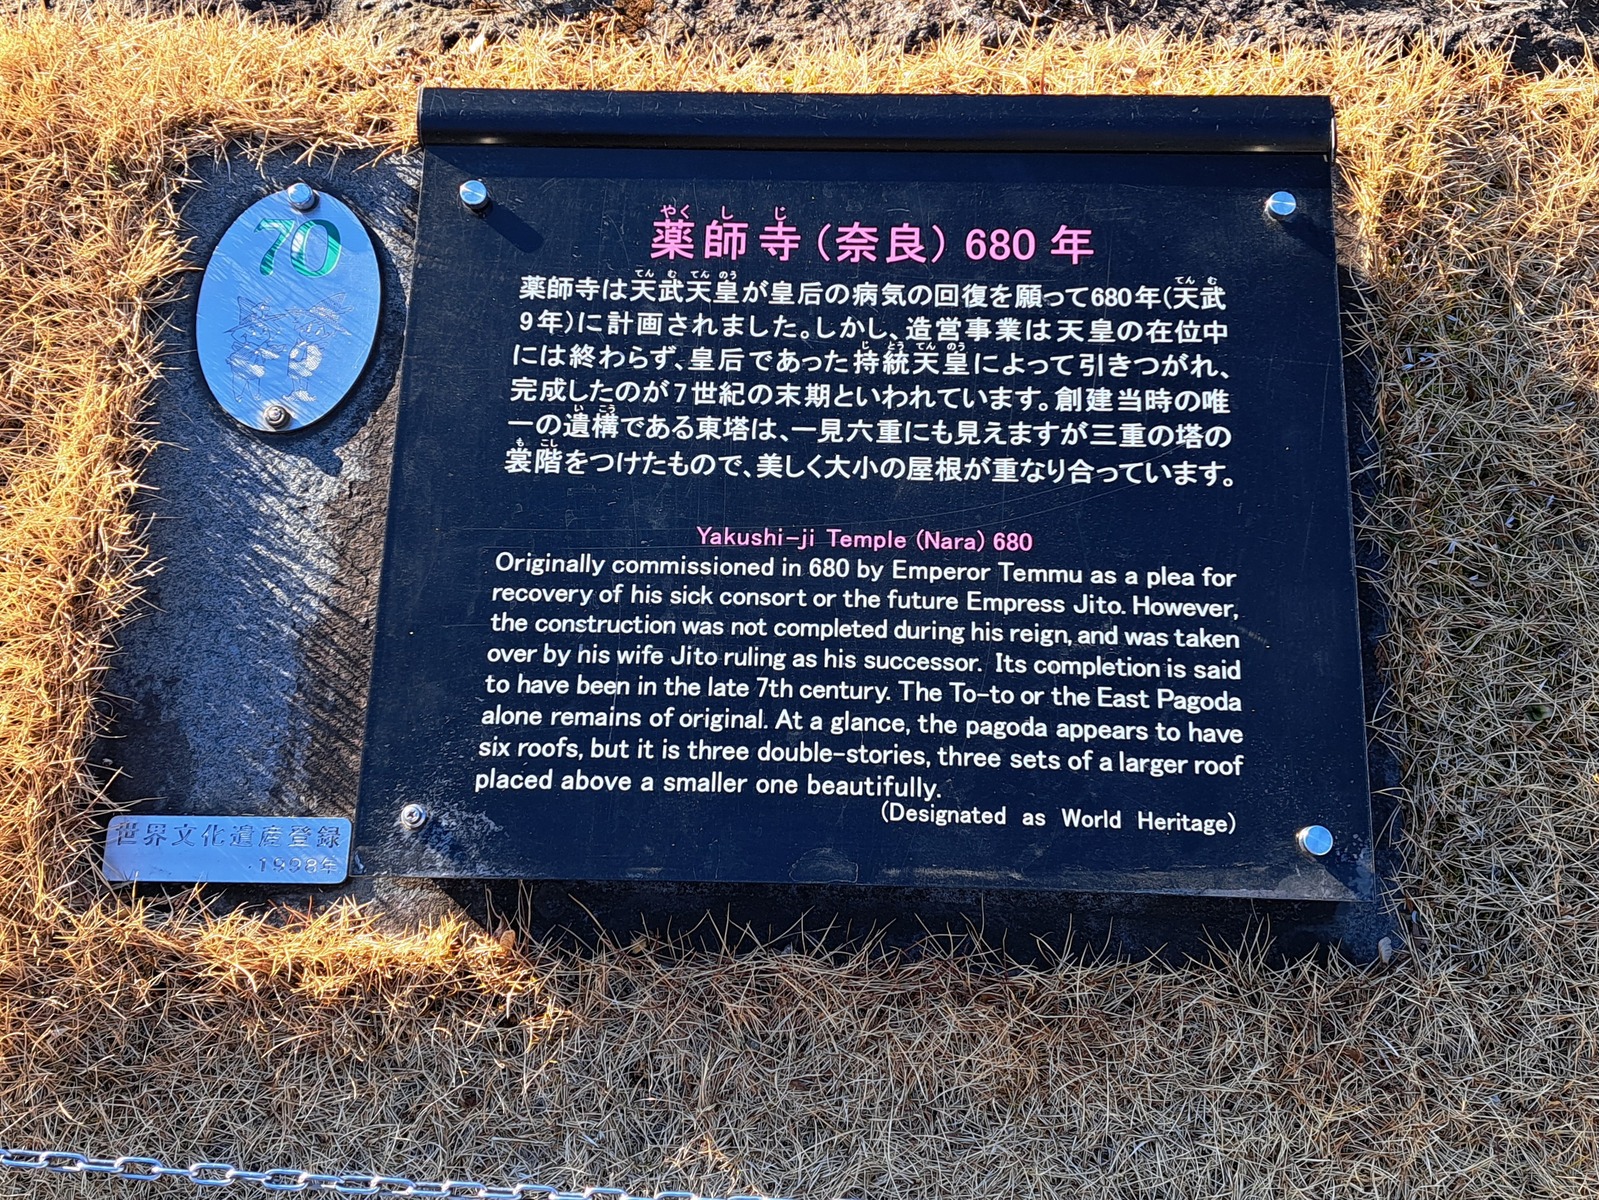 70
世界文化遺産登録
1998年
薬師寺(奈良) 680年
薬師寺は天武天皇が皇后の病気の回復を願って680年(天武
9年)に計画されました。しかし、造営事業は天皇の在位中
には終わらず、皇后であった持統天皇によって引きつがれ、
完成したのが7世紀の末期といわれています。創建当時の唯
一の遺構である東塔は、一見六重にも見えますが三重の塔の
裳階をつけたもので、美しく大小の屋根が重なり合っています。
Yakushi-ji Temple (Nara) 680
Originally commissioned in 680 by Emperor Temmu as a plea for
recovery of his sick consort or the future Empress Jito. However,
the construction was not completed during his reign, and was taken
over by his wife Jito ruling as his successor. Its completion is said
to have been in the late 7th century. The To-to or the East Pagoda
alone remains of original. At a glance, the pagoda appears to have
six roofs, but it is three double-stories, three sets of a larger roof
placed above a smaller one beautifully.
(Designated as World Heritage)